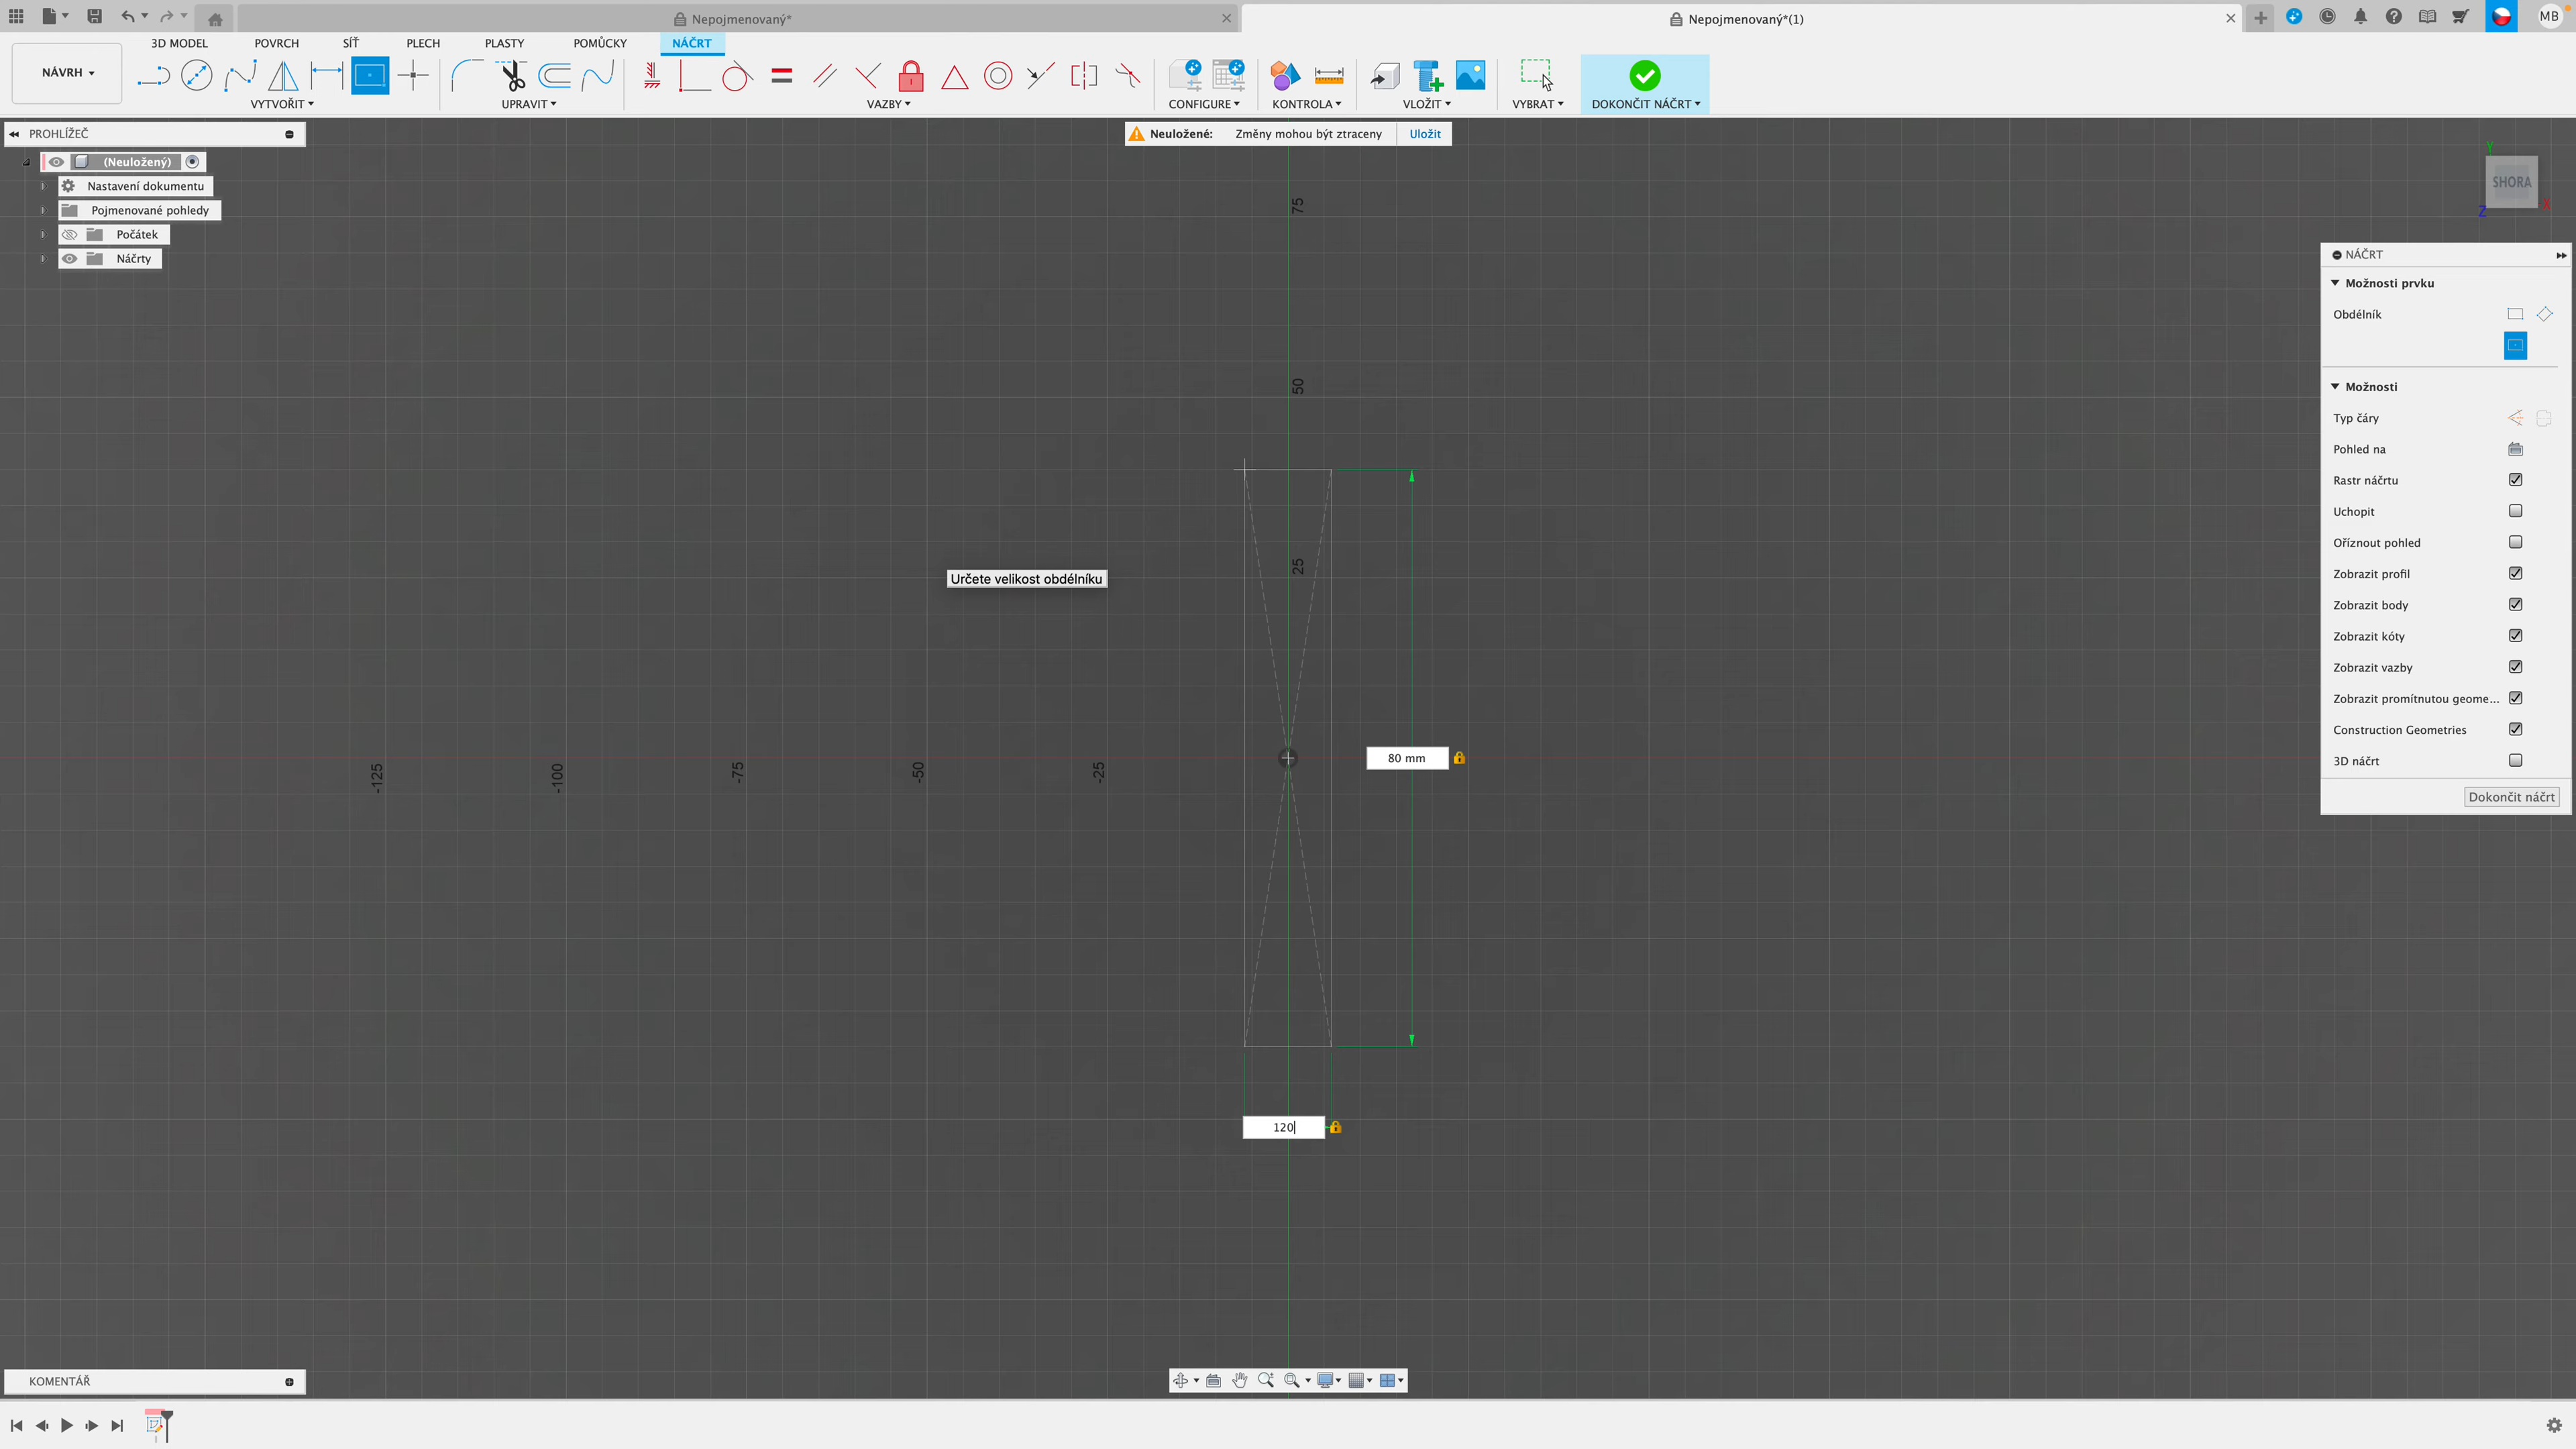 Nepojmenovaný*
Nepojmenovaný*(1)
MB
3D MODEL
POVRCH
SÍŤ
PLECH
PLASTY
POMŮCKY
NÁČRT
NÁVRH
VYTVOŘIT
UPRAVIT
VAZBY
CONFIGURE
KONTROLA
VLOŽIT
VYBRAT
DOKONČIT NÁČRT
PROHLÍŽEČ
Neuložené: Změny mohou být ztraceny Uložit
(Neuložený)
Nastavení dokumentu
Pojmenované pohledy
Počátek
Náčrty
Y
SHORA
Z
X
75
50
25
-125
-100
-75
-50
-25
Určete velikost obdélníku
80 mm
120
NÁČRT
Možnosti prvku
Obdélník
Možnosti
Typ čáry
Pohled na
Rastr náčrtu
Uchopit
Oříznout pohled
Zobrazit profil
Zobrazit body
Zobrazit kóty
Zobrazit vazby
Zobrazit promítnutou geome...
Construction Geometries
3D náčrt
Dokončit náčrt
KOMENTÁŘ